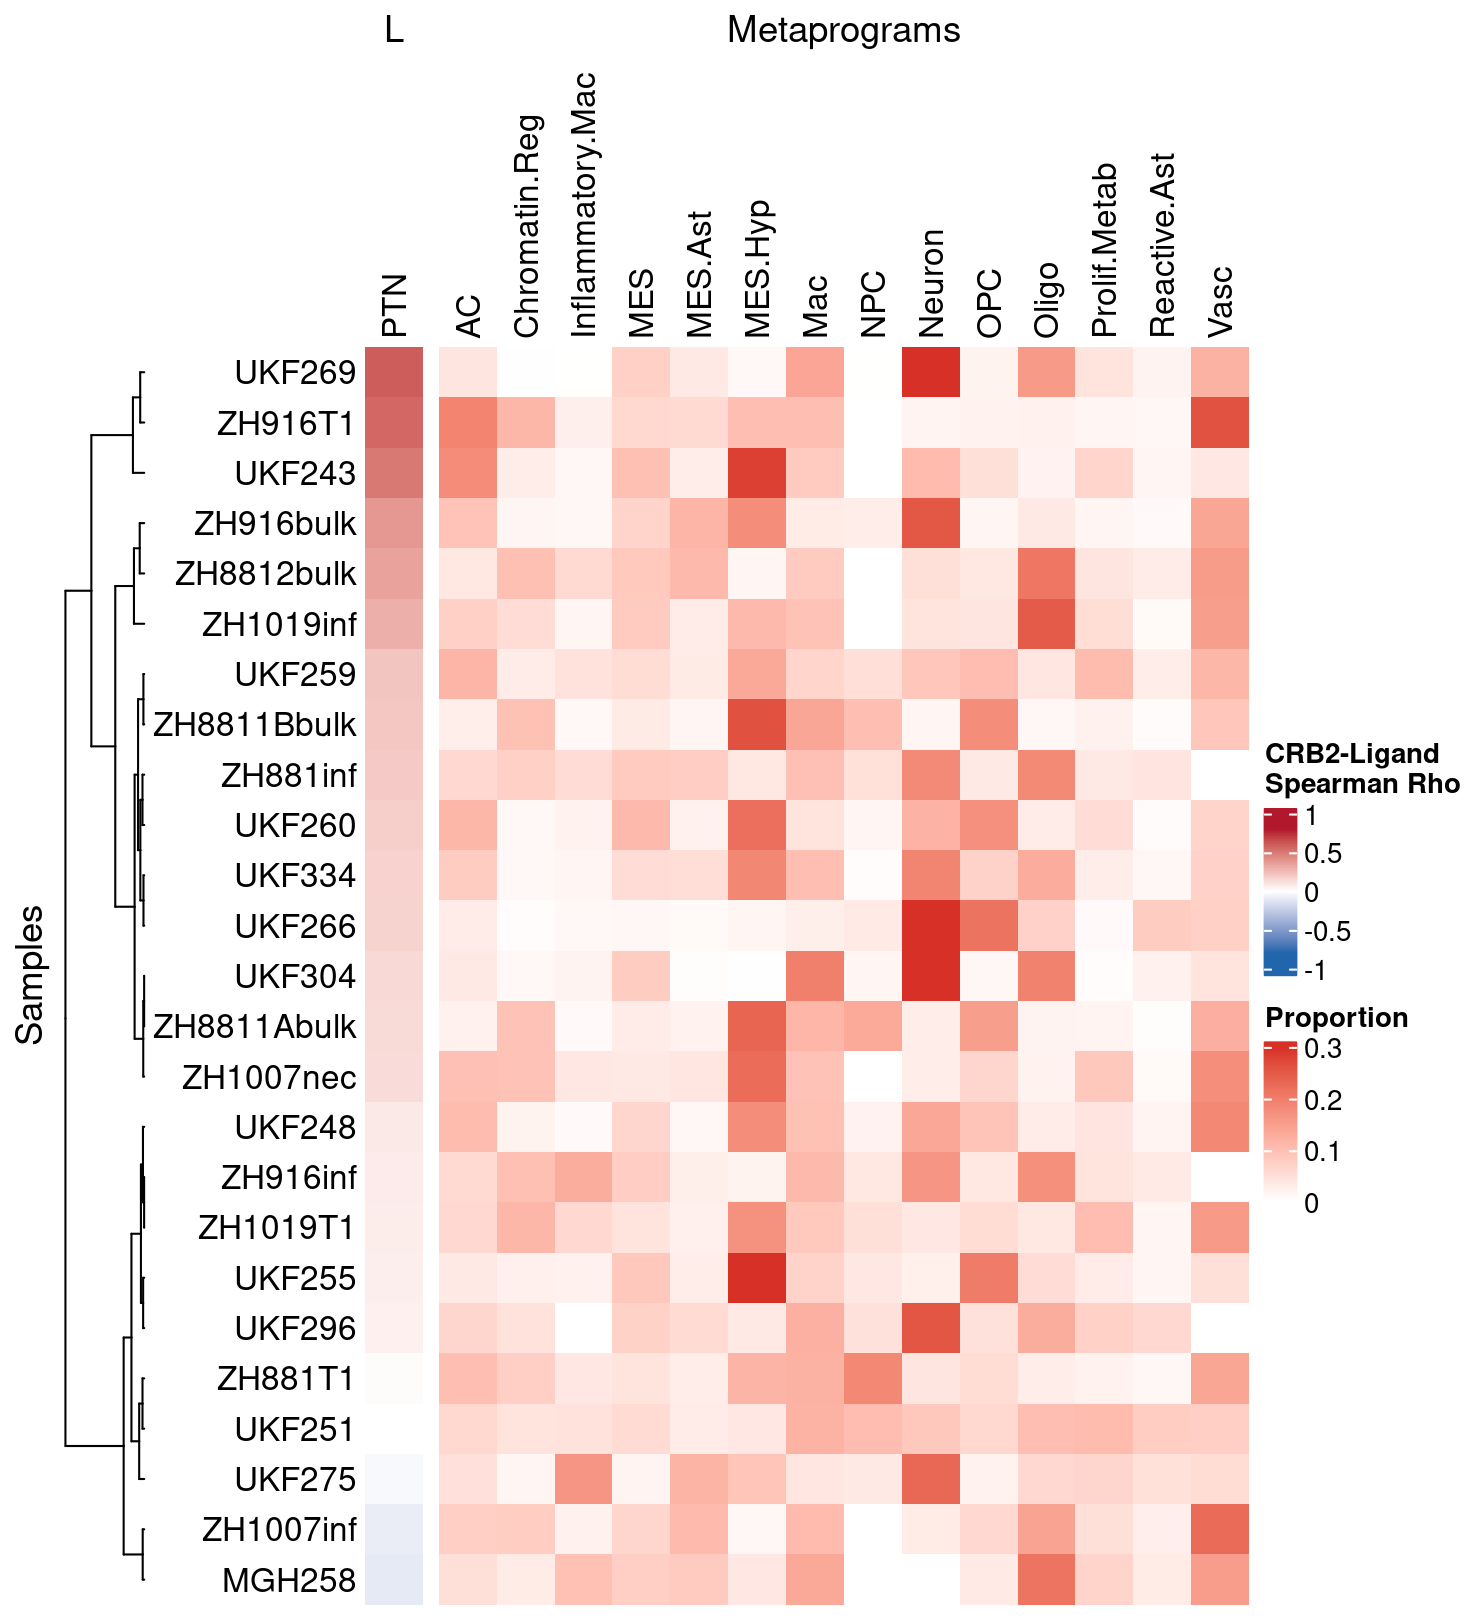 L Metaprograms
PTN
AC
Chromatin.Reg
Inflammatory.Mac
MES
MES.Ast
MES.Hyp
Mac
NPC
Neuron
OPC
Oligo
Prolif.Metab
Reactive.Ast
Vasc
Samples
UKF269
ZH916T1
UKF243
ZH916bulk
ZH8812bulk
ZH1019inf
UKF259
ZH8811Bbulk
ZH881inf
UKF260
UKF334
UKF266
UKF304
ZH8811Abulk
ZH1007nec
UKF248
ZH916inf
ZH1019T1
UKF255
UKF296
ZH881T1
UKF251
UKF275
ZH1007inf
MGH258
CRB2-Ligand
Spearman Rho
1
0.5
0
-0.5
-1
Proportion
0.3
0.2
0.1
0